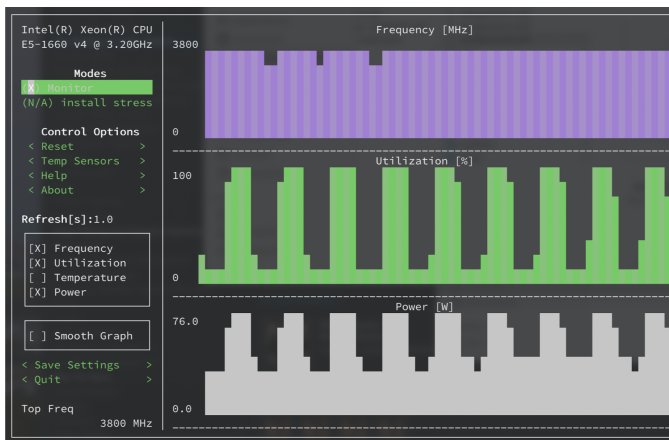 Intel(R) Xeon(R) CPU
E5-1660 v4 @ 3.20GHz
Modes
(X) Monitor
(N/A) install stress
Control Options
< Reset >
< Temp Sensors >
< Help >
< About >
Refresh[s]:1.0
[X] Frequency
[X] Utilization
[ ] Temperature
[X] Power
[ ] Smooth Graph
< Save Settings >
< Quit >
Top Freq
3800 MHz
Frequency [MHz]
3800
0
Utilization [%]
100
0
Power [W]
76.0
0.0